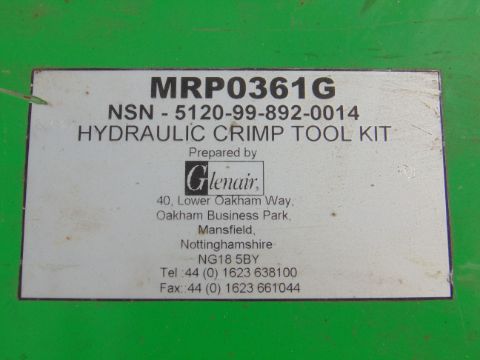 MRP0361G
NSN - 5120-99-892-0014
HYDRAULIC CRIMP TOOL KIT
Prepared by
Glenair
40, Lower Oakham Way,
Oakham Business Park,
Mansfield,
Nottinghamshire
NG18 5BY
Tel :44 (0) 1623 638100
Fax: :44 (0) 1623 661044